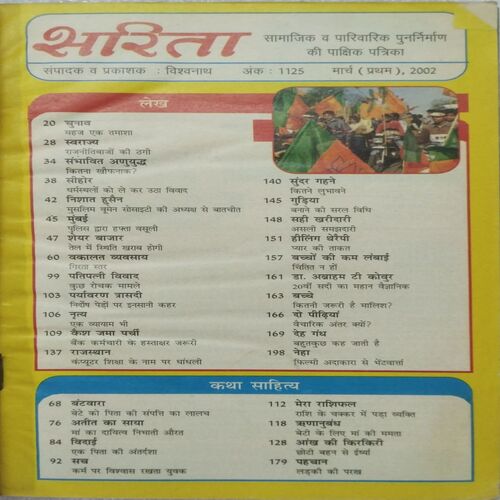 सरिता
सामाजिक व पारिवारिक पुनर्निर्माण
की पाक्षिक पत्रिका
संपादक व प्रकाशक : विश्वनाथ अंक : 1125 मार्च ( प्रथम ), 2002
लेख
20 चुनाव
महज एक तमाशा
28 स्वराज्य
राजनीतिबाजों की ठगी
34 संभावित अणुयुद्ध
कितना खौफनाक?
38 सीहोर
धर्मस्थलों को ले कर उठा विवाद
42 निशात हुसैन
मुसलिम वूमेन सोसाइटी की अध्यक्ष से बातचीत
45 मुंबई
पुलिस द्वारा हफ्ता वसूली
47 शेयर बाजार
तेल में स्थिति खराब होगी
60 वकालत व्यवसाय
गिरता स्तर
99 पतिपत्नी विवाद
कुछ रोचक मामले
103 पर्यावरण त्रासदी
निर्दोष पेड़ों पर इनसानी कहर
106 नृत्य
एक व्यायाम भी
109 कैश जमा पर्ची
बैंक कर्मचारी के हस्ताक्षर जरूरी
137 राजस्थान
कंप्यूटर शिक्षा के नाम पर धांधली
140 सुंदर गहने
कितने लुभावने
145 गुड़िया
बनाने की सरल विधि
148 सही खरीदारी
असली समझदारी
151 हीलिंग थेरैपी
प्यार की ताकत
157 बच्चों की कम लंबाई
चिंतित न हों
161 डा. अब्राहम टी कोवूर
20वीं सदी का महान वैज्ञानिक
163 बच्चे
कितनी जरूरी है मालिश?
166 दो पीढ़ियां
वैचारिक अंतर क्यों?
169 देह गंध
बहुतकुछ कह जाती है
198 नेहा
फिल्मी अदाकारा से भेंटवार्त्ता
कथा साहित्य
68 बंटवारा
बेटे को पिता की संपत्ति का लालच
76 अतीत का साया
मां का दायित्व निभाती औरत
84 विदाई
एक पिता की अंतर्दशा
92 सच
कर्म पर विश्वास रखता युवक
112 मेरा राशिफल
राशि के चक्कर में पड़ा व्यक्ति
118 ऋणानुबंध
बेटी के लिए मां की ममता
128 आंख की किरकिरी
छोटी बहन से ईर्ष्या
179 पहचान
लड़की की परख